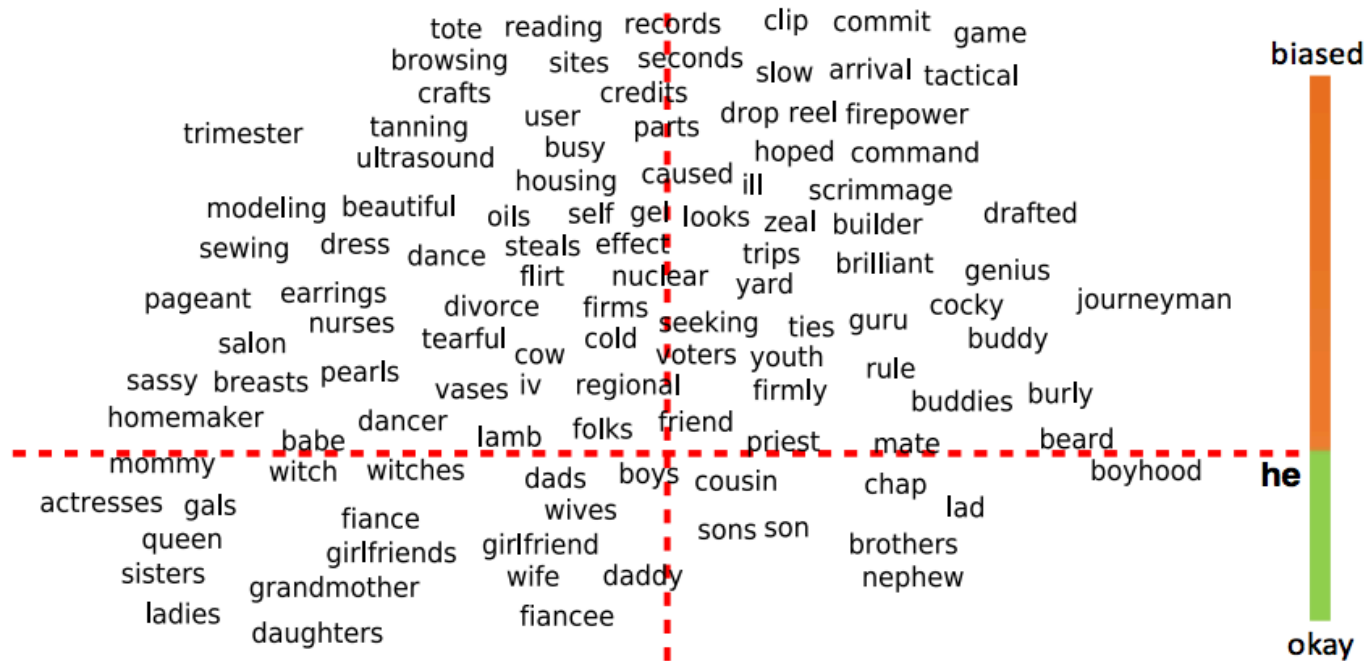 tote reading records clip commit game
biased
browsing sites seconds slow arrival tactical
crafts credits
user drop reel firepower
trimester tanning parts
ultrasound busy hoped command
housing caused ill scrimmage
modeling beautiful oils self gel looks zeal builder drafted
sewing dress dance steals effect trips brilliant genius
flirt nuclear yard
pageant earrings divorce firms cocky journeyman
nurses seeking ties guru
salon tearful cold buddy
cow voters youth rule
sassy breasts pearls vases iv regional firmly buddies burly
homemaker dancer folks friend
babe lamb priest mate beard
mommy witch witches dads boys cousin chap boyhood he
actresses gals fiance wives lad
queen girlfriends girlfriend sons son brothers
sisters grandmother wife daddy nephew
ladies fiancee
daughters okay